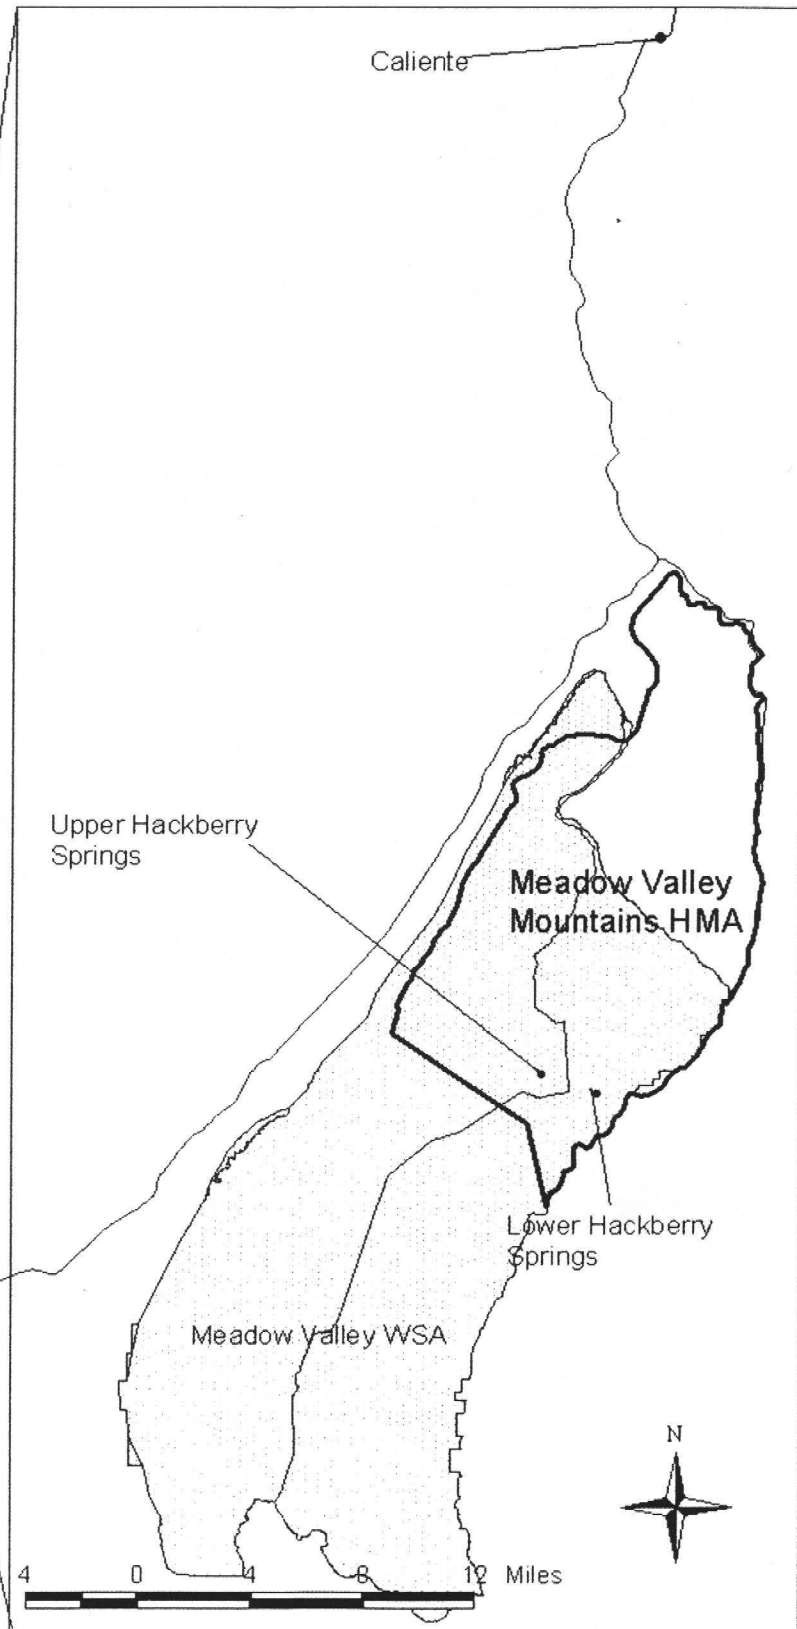 Caliente
Upper Hackberry
Springs
Meadow Valley
Mountains HMA
Lower Hackberry
Springs
Meadow Valley WSA
N
4 0 4 8 12 Miles